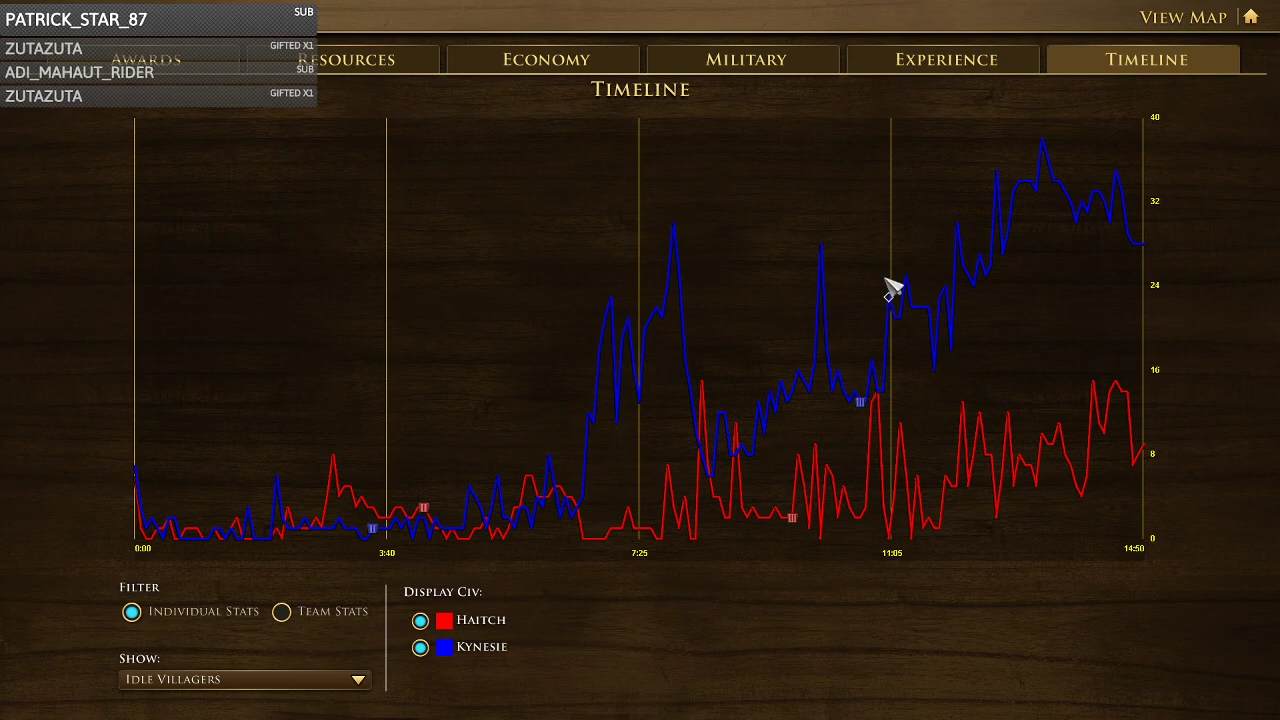 PATRICK_STAR_87 SUB
VIEW MAP
ZUTAZUTA GIFTED X1
ADI_MAHAUT_RIDER SUB
ZUTAZUTA GIFTED X1
AWARDS RESOURCES ECONOMY MILITARY EXPERIENCE TIMELINE
TIMELINE
40
32
24
16
8
0
0:00 3:40 7:25 11:05 14:50
FILTER
INDIVIDUAL STATS TEAM STATS
SHOW:
IDLE VILLAGERS
DISPLAY CIV:
HAITCH
KYNESIE